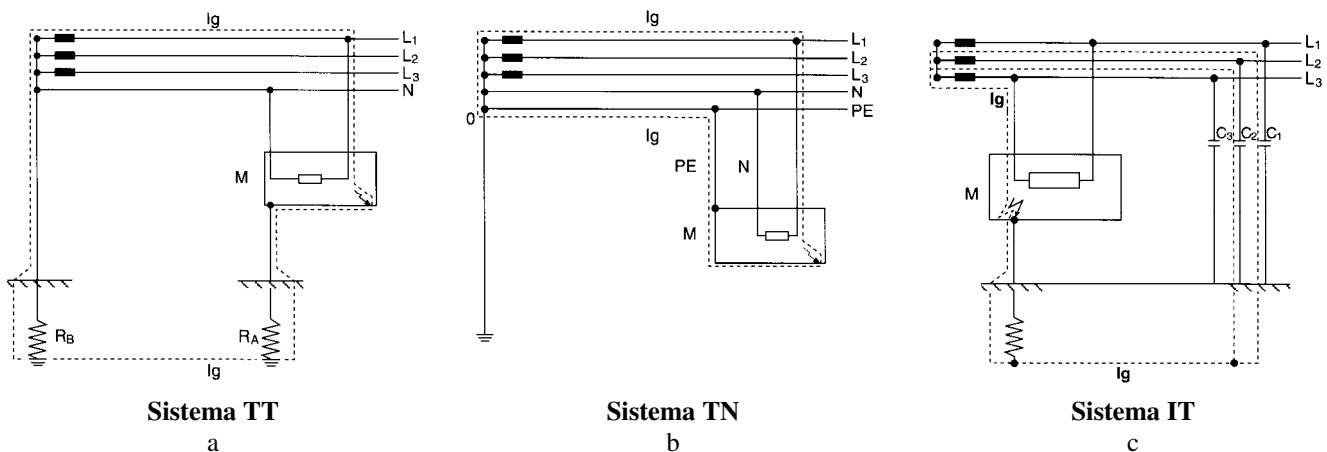 Ig
L1
L2
L3
N
M
RB
RA
Ig
Sistema TT
a
Ig
L1
L2
L3
N
PE
0
Ig
PE
N
M
Sistema TN
b
L1
L2
L3
Ig
C3
C2
C1
M
Ig
Sistema IT
c